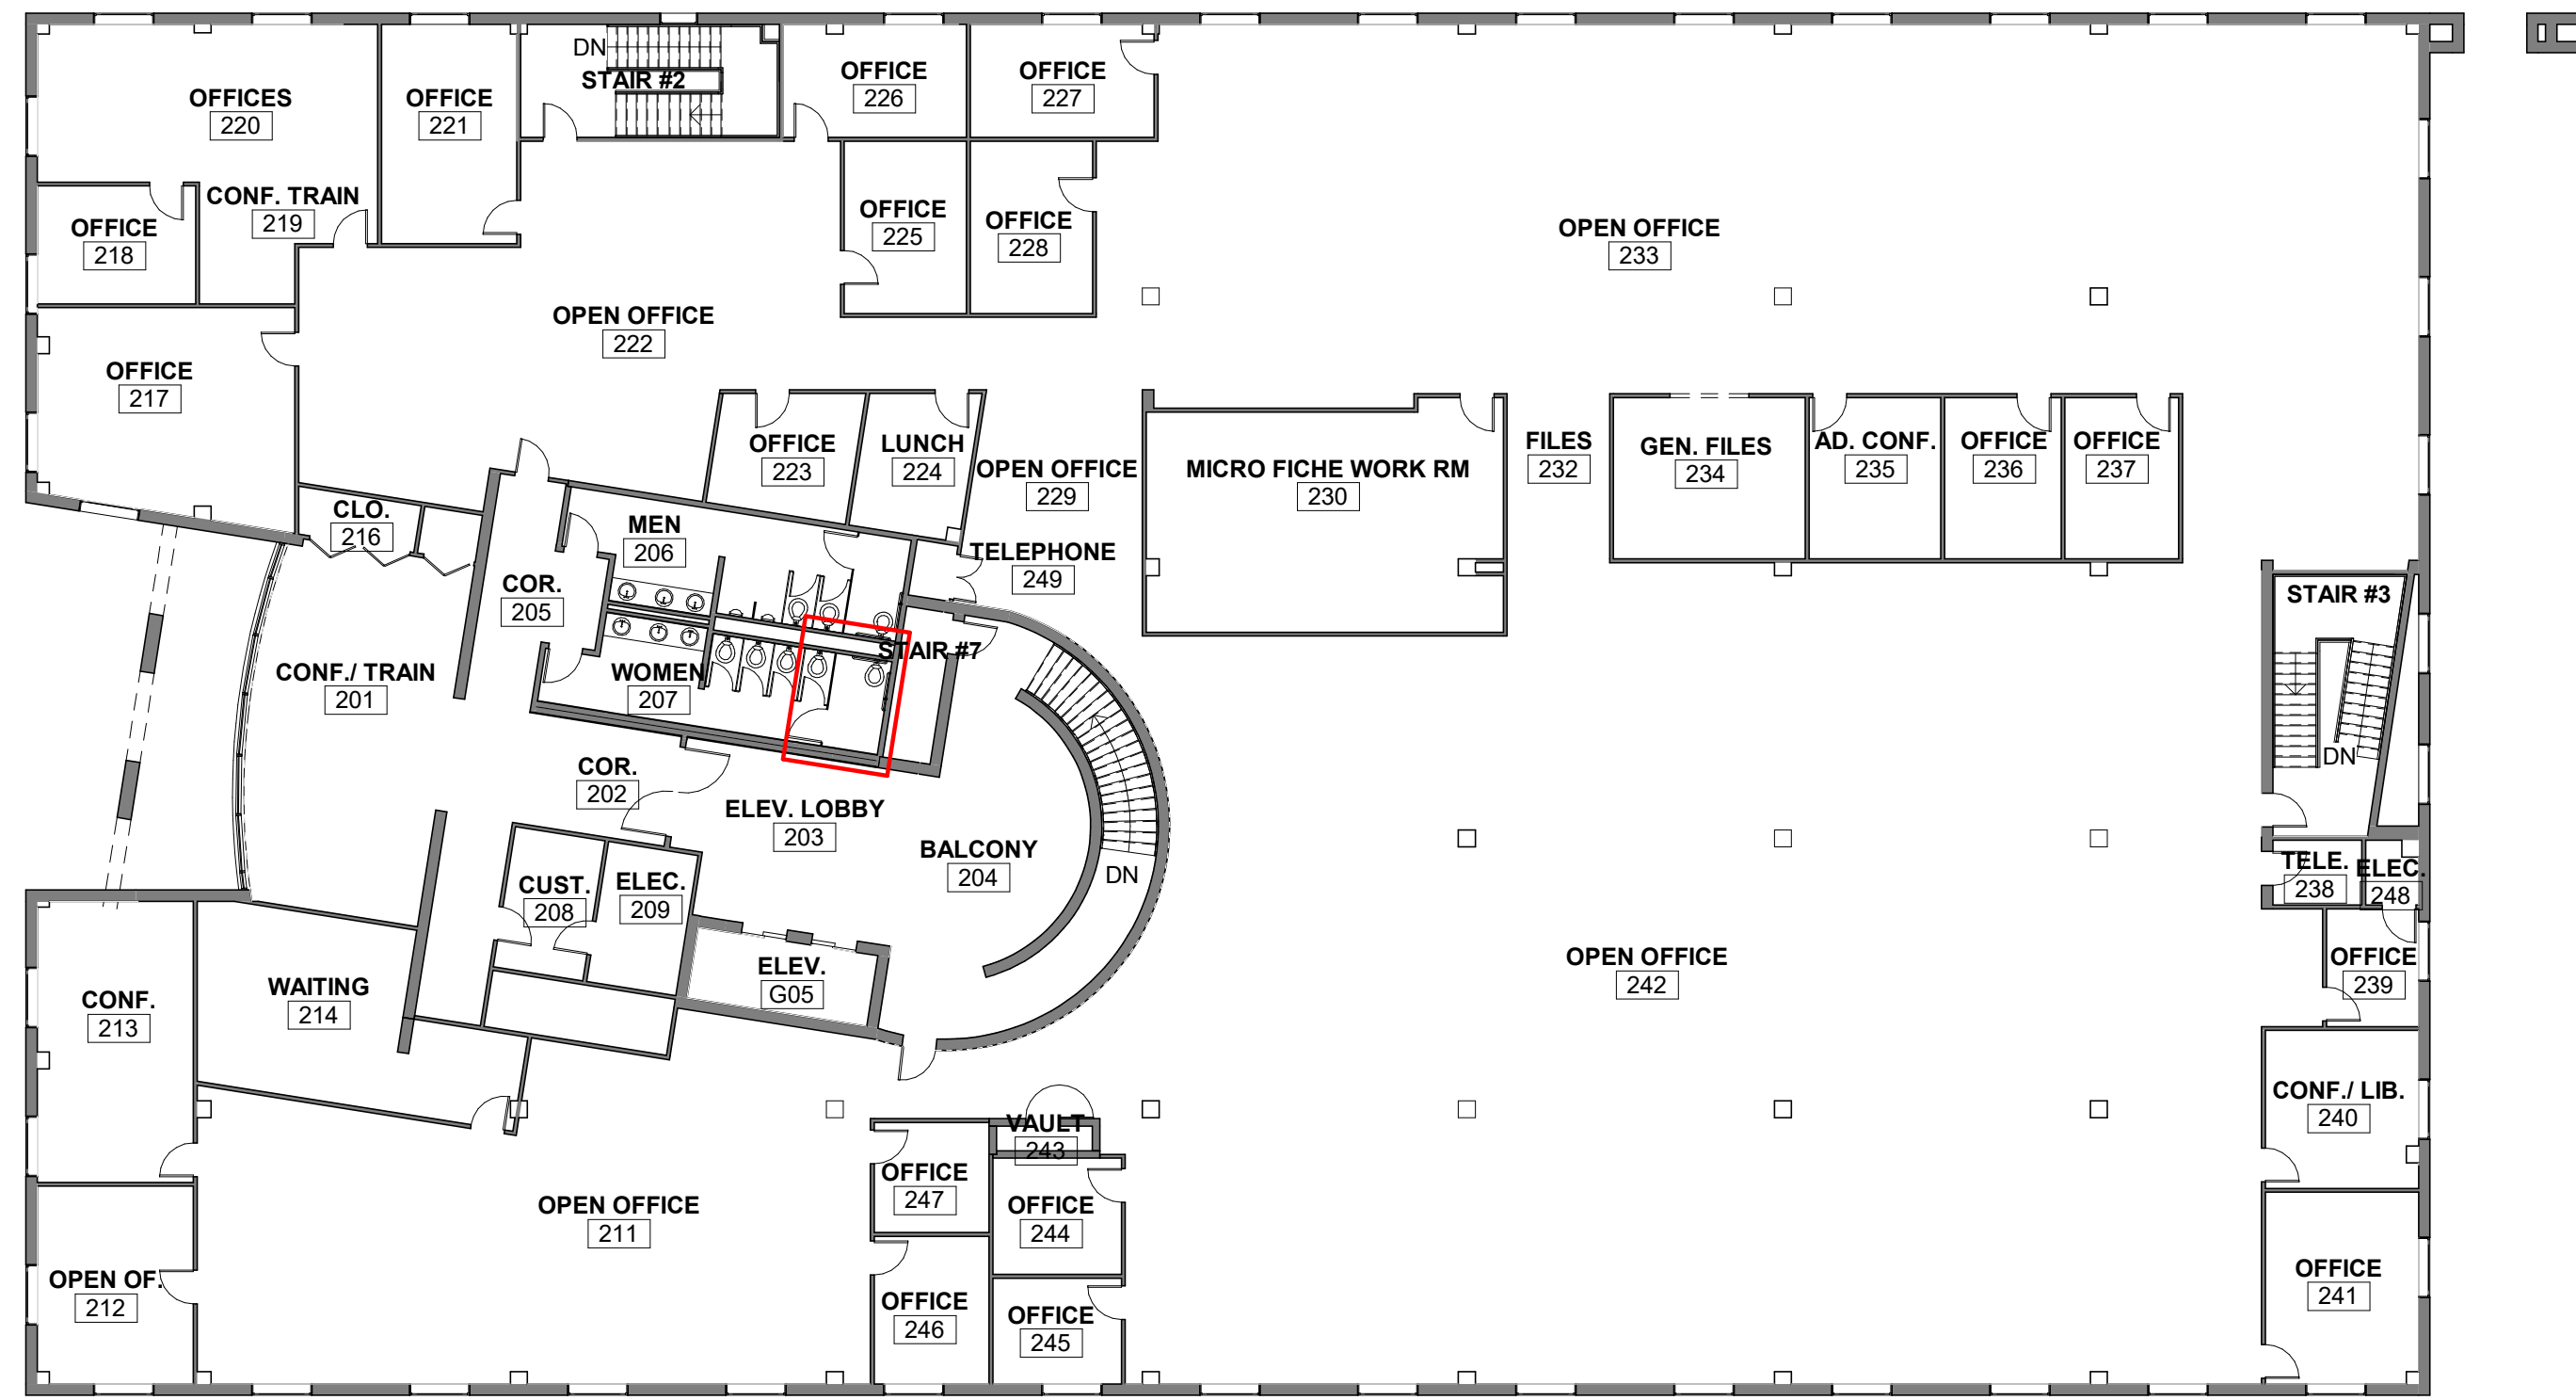 DN
STAIR #2
OFFICES
220
OFFICE
221
OFFICE
226
OFFICE
227
CONF. TRAIN
219
OFFICE
218
OFFICE
225
OFFICE
228
OPEN OFFICE
233
OPEN OFFICE
222
OFFICE
217
OFFICE
223
LUNCH
224
OPEN OFFICE
229
MICRO FICHE WORK RM
230
FILES
232
GEN. FILES
234
AD. CONF.
235
OFFICE
236
OFFICE
237
CLO.
216
MEN
206
TELEPHONE
249
COR.
205
STAIR #3
STAIR #7
CONF./ TRAIN
201
WOMEN
207
DN
COR.
202
ELEV. LOBBY
203
BALCONY
204
DN
TELE.
238
ELEC.
248
CUST.
208
ELEC.
209
ELEV.
G05
OPEN OFFICE
242
OFFICE
239
WAITING
214
CONF.
213
CONF./ LIB.
240
VAULT
243
OFFICE
247
OFFICE
244
OPEN OFFICE
211
OPEN OF.
212
OFFICE
246
OFFICE
245
OFFICE
241